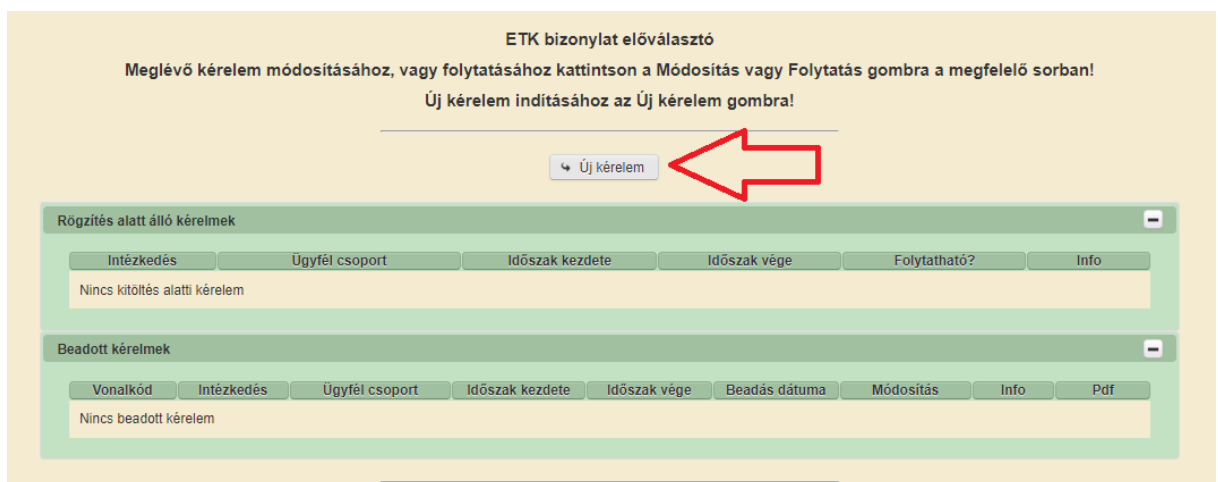 ETK bizonylat előválasztó
Meglévő kérelem módosításához, vagy folytatásához kattintson a Módosítás vagy Folytatás gombra a megfelelő sorban!
Új kérelem indításához az Új kérelem gombra!
Új kérelem
Rögzítés alatt álló kérelmek
Intézkedés Ügyfél csoport Időszak kezdete Időszak vége Folytatható? Info
Nincs kitöltés alatti kérelem
Beadott kérelmek
Vonalkód Intézkedés Ügyfél csoport Időszak kezdete Időszak vége Beadás dátuma Módosítás Info Pdf
Nincs beadott kérelem